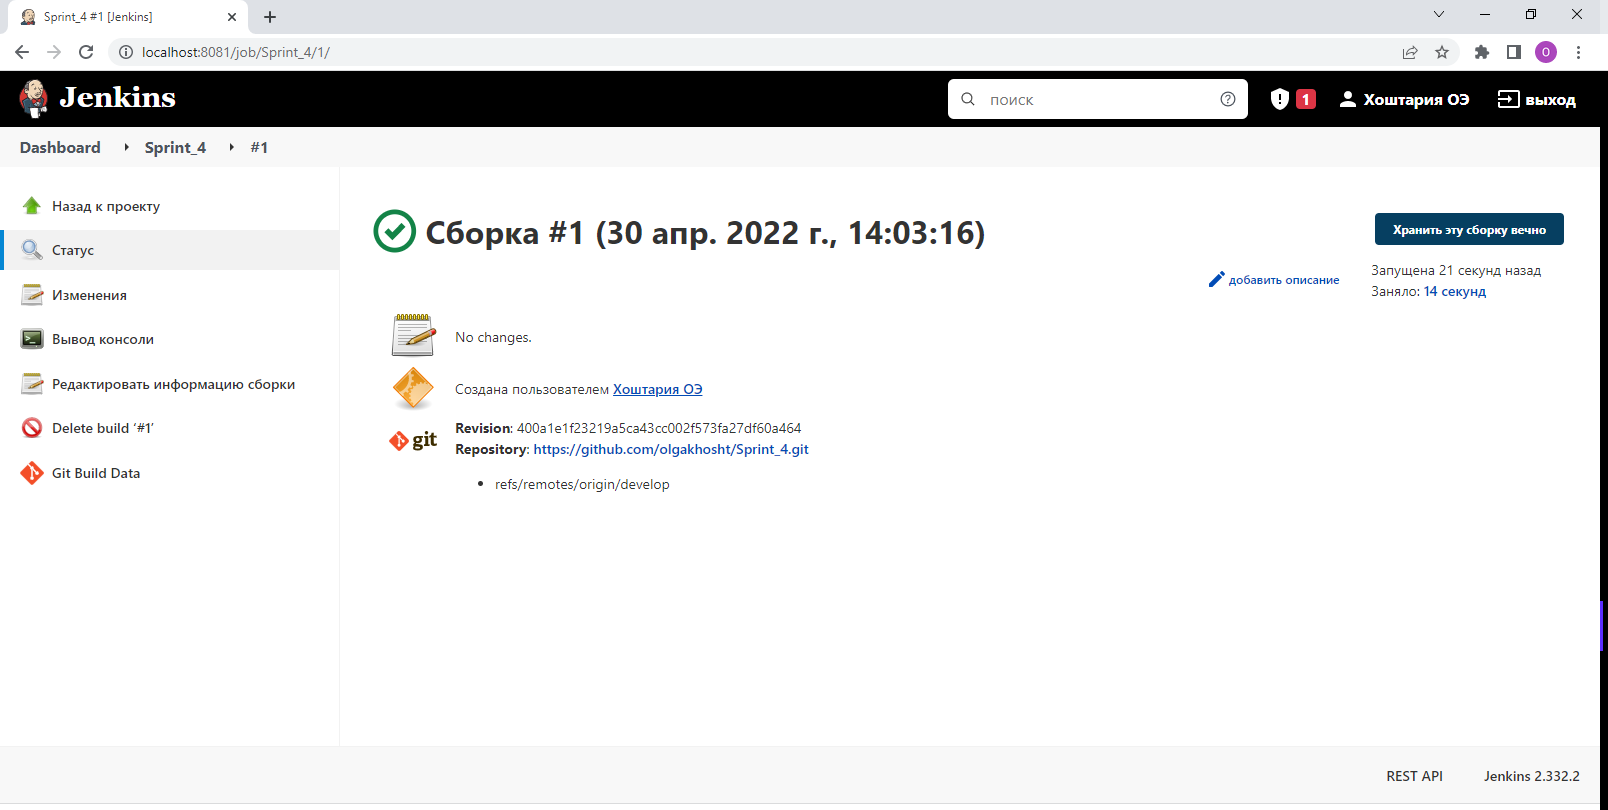 Sprint_4 #1 [Jenkins]
localhost:8081/job/Sprint_4/1/
O
Jenkins
поиск
1
Хоштария ОЭ
выход
Dashboard
Sprint_4
#1
Назад к проекту
Статус
Изменения
Вывод консоли
Редактировать информацию сборки
Delete build ‘#1’
Git Build Data
Сборка #1 (30 апр. 2022 г., 14:03:16)
Хранить эту сборку вечно
добавить описание
Запущена 21 секунд назад
Заняло: 14 секунд
No changes.
Создана пользователем Хоштария ОЭ
git
Revision: 400a1e1f23219a5ca43cc002f573fa27df60a464
Repository: https://github.com/olgakhosht/Sprint_4.git
refs/remotes/origin/develop
REST API
Jenkins 2.332.2